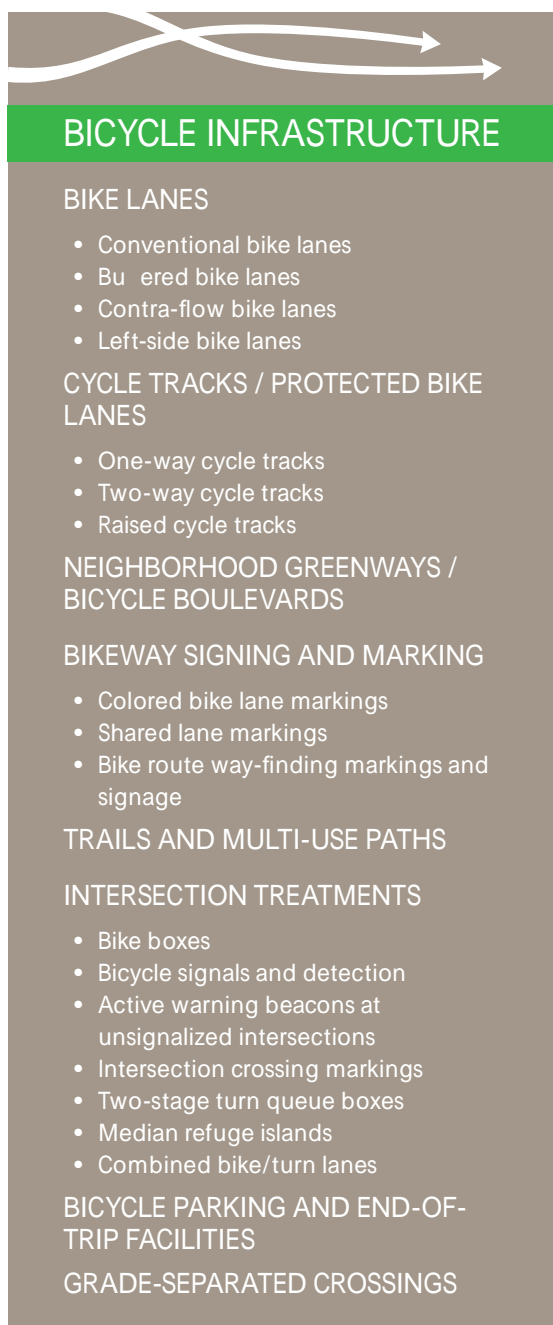 BICYCLE INFRASTRUCTURE
BIKE LANES
• Conventional bike lanes
• Bu  ered bike lanes
• Contra-flow bike lanes
• Left-side bike lanes
CYCLE TRACKS / PROTECTED BIKE
LANES
• One-way cycle tracks
• Two-way cycle tracks
• Raised cycle tracks
NEIGHBORHOOD GREENWAYS /
BICYCLE BOULEVARDS
BIKEWAY SIGNING AND MARKING
• Colored bike lane markings
• Shared lane markings
• Bike route way-finding markings and
signage
TRAILS AND MULTI-USE PATHS
INTERSECTION TREATMENTS
• Bike boxes
• Bicycle signals and detection
• Active warning beacons at
unsignalized intersections
• Intersection crossing markings
• Two-stage turn queue boxes
• Median refuge islands
• Combined bike/turn lanes
BICYCLE PARKING AND END-OF-
TRIP FACILITIES
GRADE-SEPARATED CROSSINGS